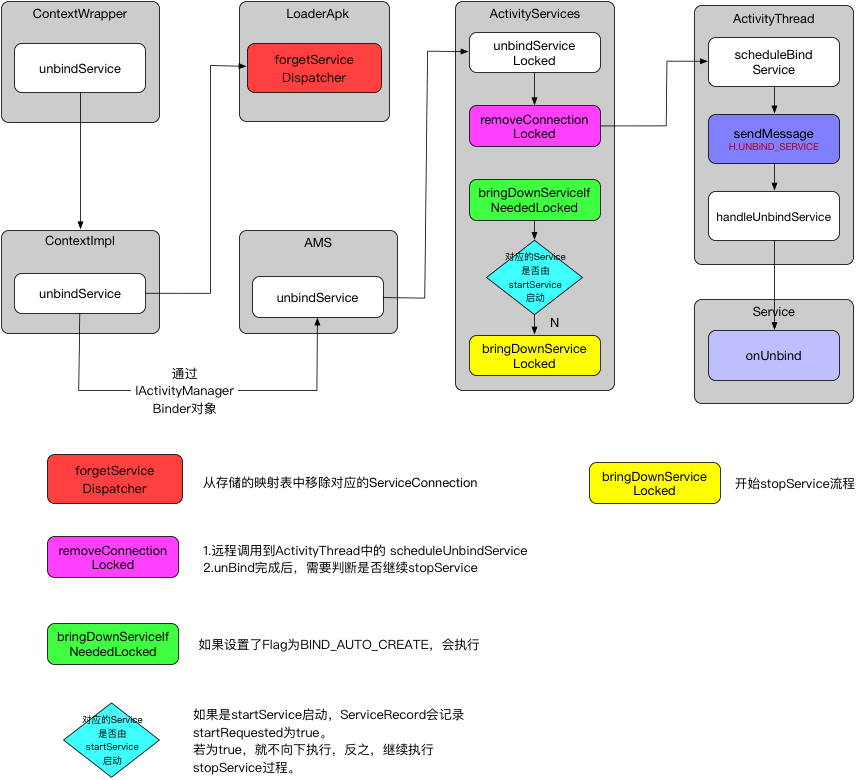 ContextWrapper
unbindService
LoaderApk
forgetService
Dispatcher
ActivityServices
unbindService
Locked
removeConnection
Locked
bringDownServiceIf
NeededLocked
对应的Service
是否由
startService
启动
N
bringDownService
Locked
ActivityThread
scheduleBind
Service
sendMessage
H.UNBiND_SERVICE
handleUnbindService
Service
onUnbind
ContextImpl
unbindService
AMS
unbindService
通过
IActivityManager
Binder对象
forgetService
Dispatcher
从存储的映射表中移除对应的ServiceConnection
bringDownService
Locked
开始stopService流程
removeConnection
Locked
1.远程调用到ActivityThread中的 scheduleUnbindService
2.unBind完成后，需要判断是否继续stopService
bringDownServiceIf
NeededLocked
如果设置了Flag为BIND_AUTO_CREATE，会执行
对应的Service
是否由
startService
启动
如果是startService启动，ServiceRecord会记录
startRequested为true。
若为true，就不向下执行，反之，继续执行
stopService过程。